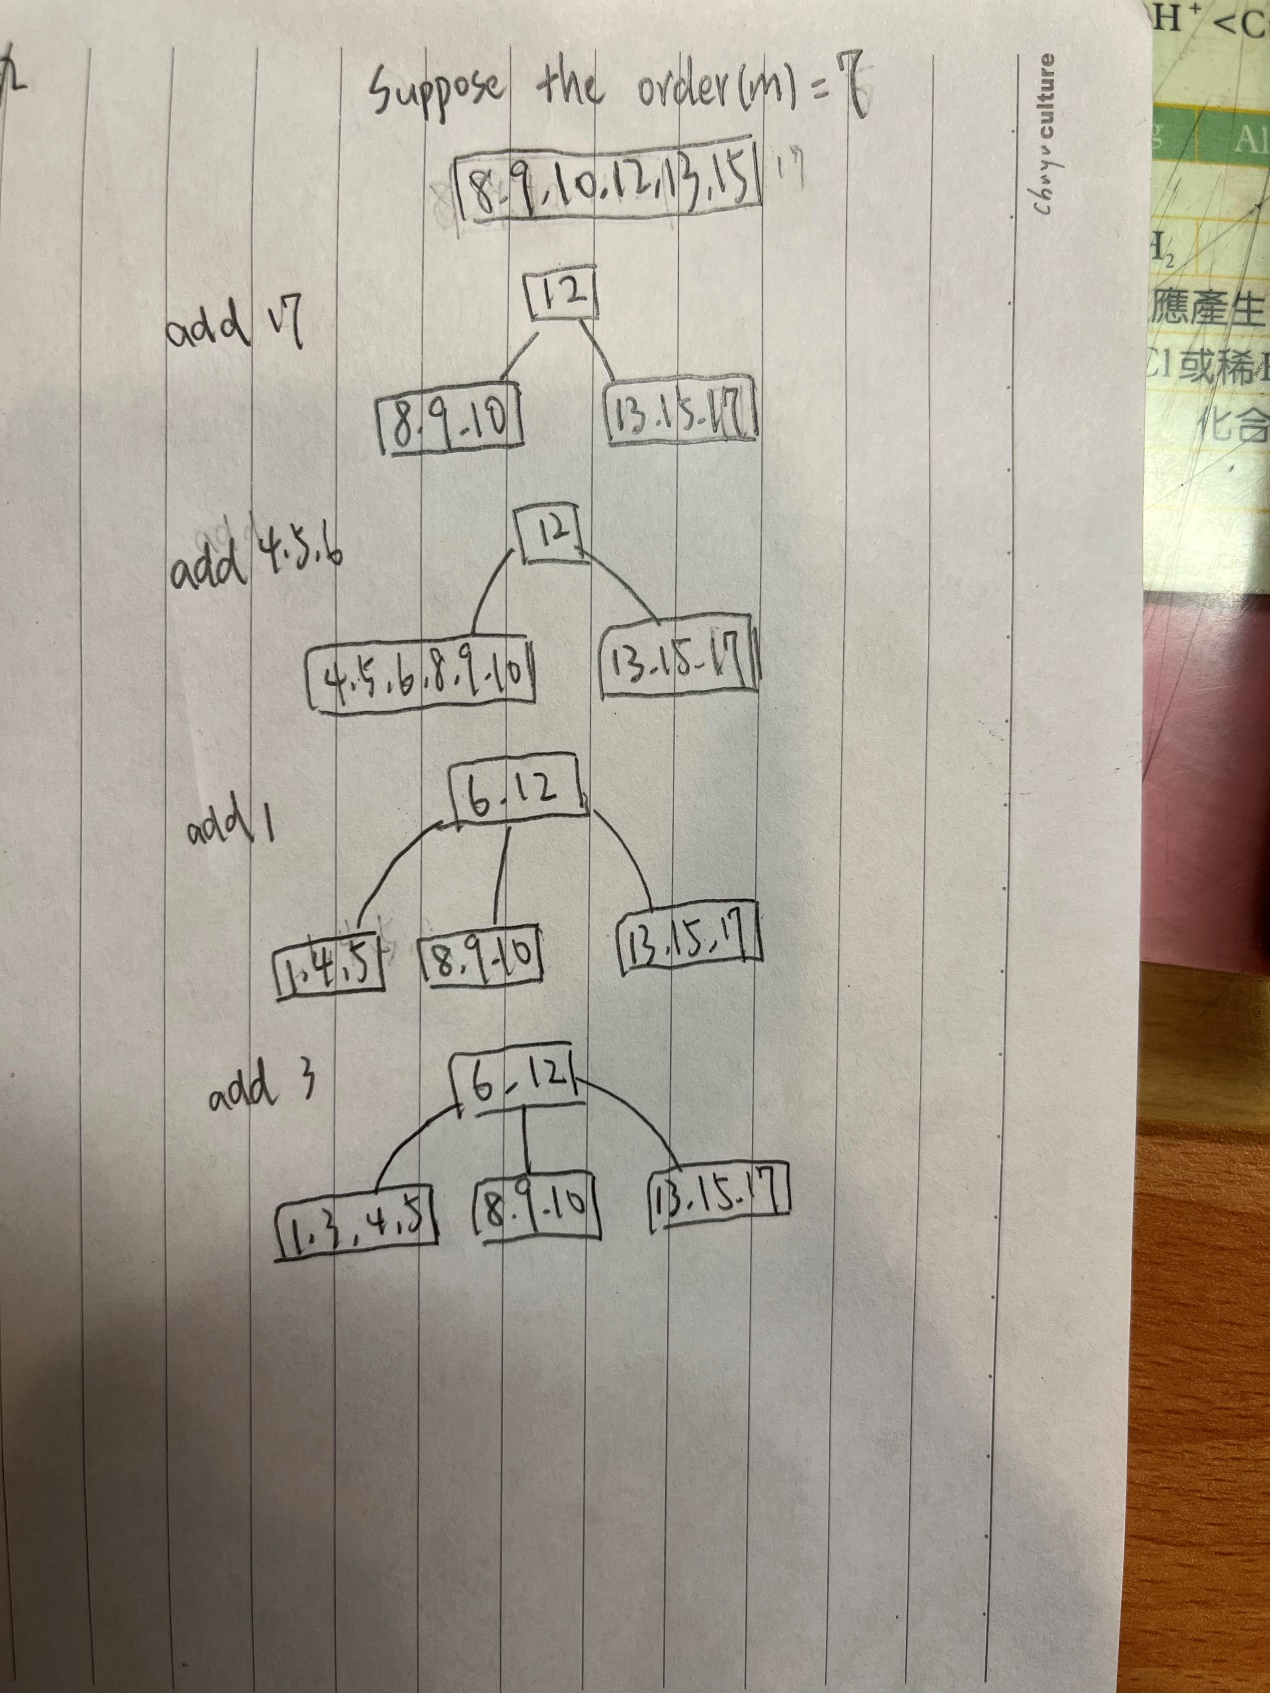 Suppose the order(m) = 7
8.9.10.12.13.15 17
add 17
12
8.9.10 13.15.17
add 4.5.6
12
4.5.6.8.9.10 13.15.17
add 1
6.12
1.4.5 8.9.10 13.15.17
add 3
6.12
1.3.4.5 8.9.10 13.15.17
chuyuculture
H⁺ <C
Al
H₂
應產生
Cl或稀
化合